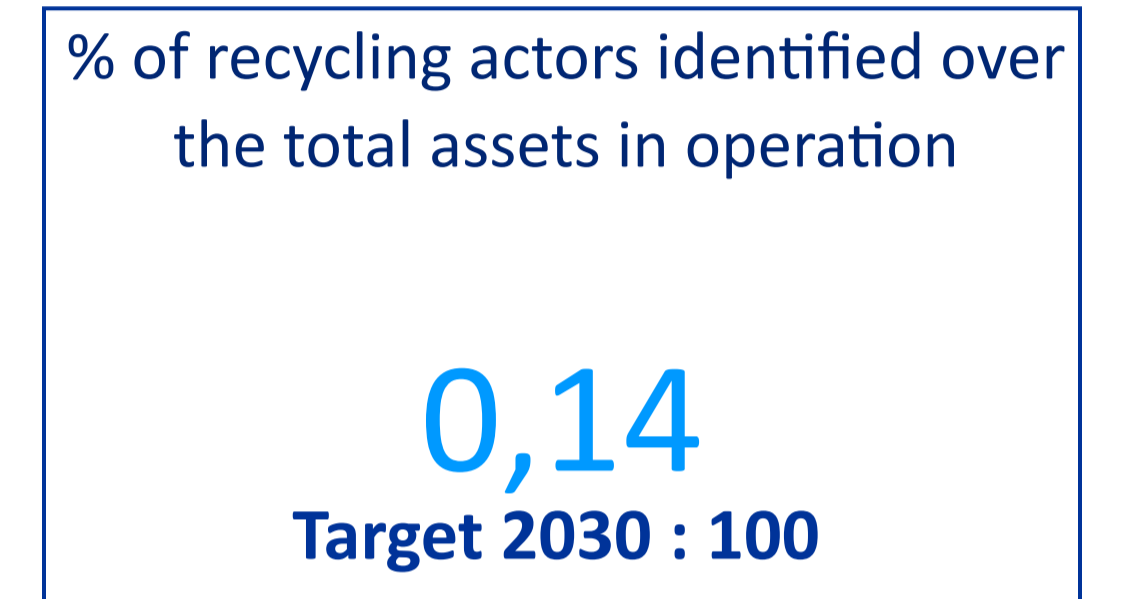 % of recycling actors identified over
the total assets in operation
0,14
Target 2030 : 100